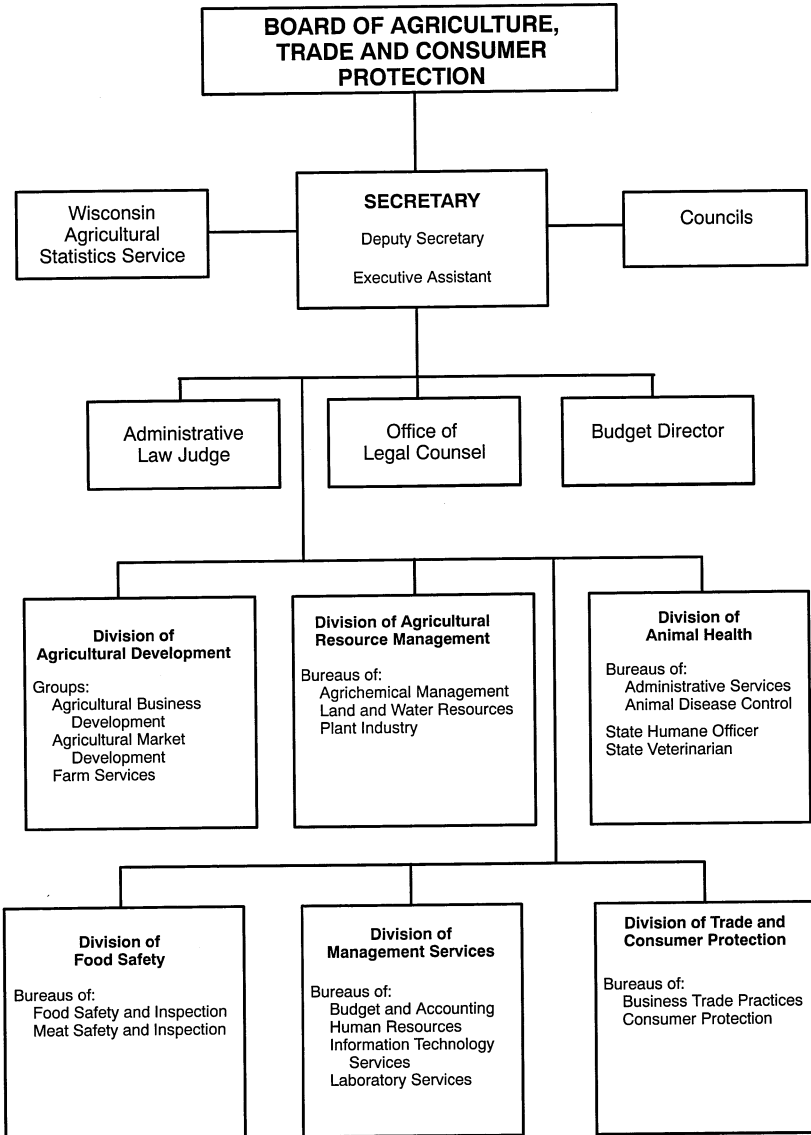 BOARD OF AGRICULTURE,
TRADE AND CONSUMER
PROTECTION
Wisconsin
Agricultural
Statistics Service
SECRETARY
Deputy Secretary
Executive Assistant
Councils
Administrative
Law Judge
Office of
Legal Counsel
Budget Director
Division of
Agricultural Development
Groups:
Agricultural Business
Development
Agricultural Market
Development
Farm Services
Division of Agricultural
Resource Management
Bureaus of:
Agrichemical Management
Land and Water Resources
Plant Industry
Division of
Animal Health
Bureaus of:
Administrative Services
Animal Disease Control
State Humane Officer
State Veterinarian
Division of
Food Safety
Bureaus of:
Food Safety and Inspection
Meat Safety and Inspection
Division of
Management Services
Bureaus of:
Budget and Accounting
Human Resources
Information Technology
Services
Laboratory Services
Division of Trade and
Consumer Protection
Bureaus of:
Business Trade Practices
Consumer Protection